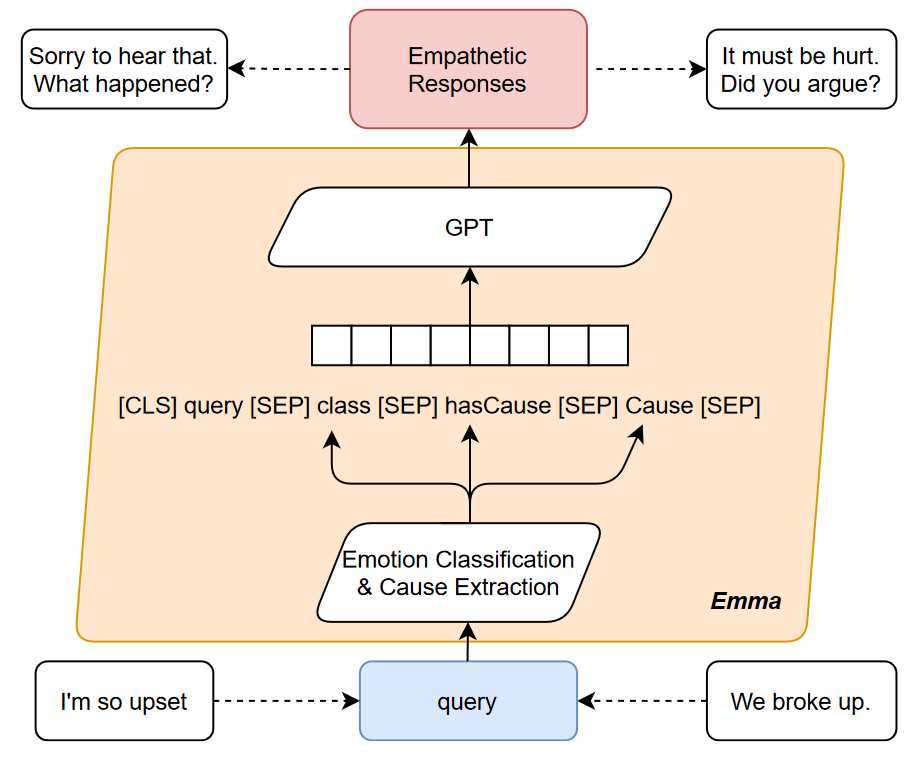 Sorry to hear that.
What happened?
Empathetic
Responses
It must be hurt.
Did you argue?
GPT
[CLS] query [SEP] class [SEP] hasCause [SEP] Cause [SEP]
Emotion Classification
& Cause Extraction
Emma
I'm so upset
query
We broke up.